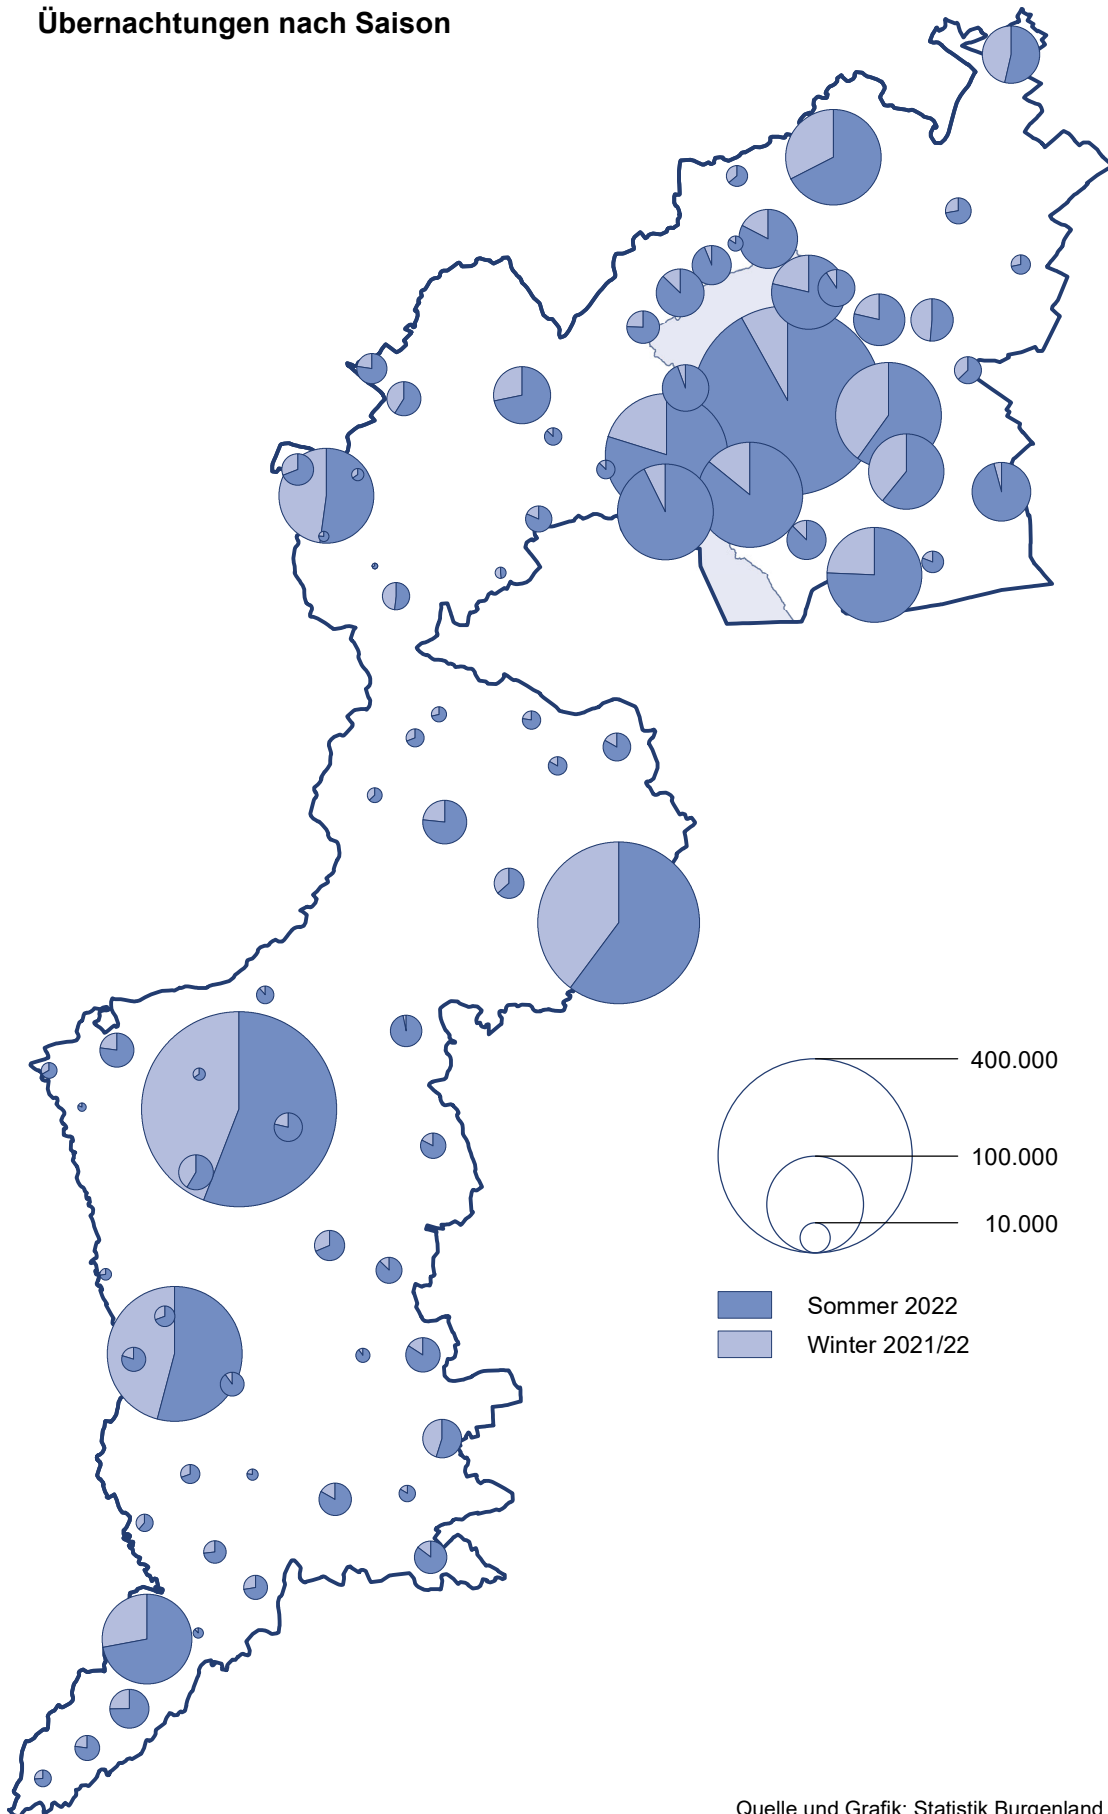 Übernachtungen nach Saison
400.000
100.000
10.000
Sommer 2022
Winter 2021/22
Quelle und Grafik: Statistik Burgenland